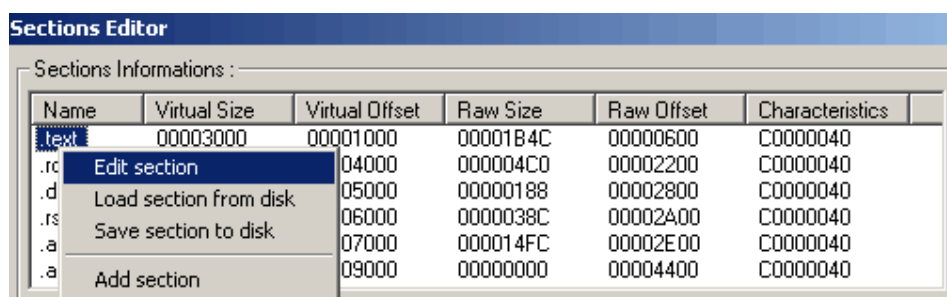 Sections Editor
Sections Informations :
Name Virtual Size Virtual Offset Raw Size Raw Offset Characteristics
.text 00003000 00001000 00001B4C 00000600 C0000040
Edit section 04000 000004C0 00002200 C0000040
Load section from disk 05000 00000188 00002800 C0000040
.rs 06000 0000038C 00002A00 C0000040
Save section to disk
.a 07000 000014FC 00002E00 C0000040
.a Add section 09000 00000000 00004400 C0000040